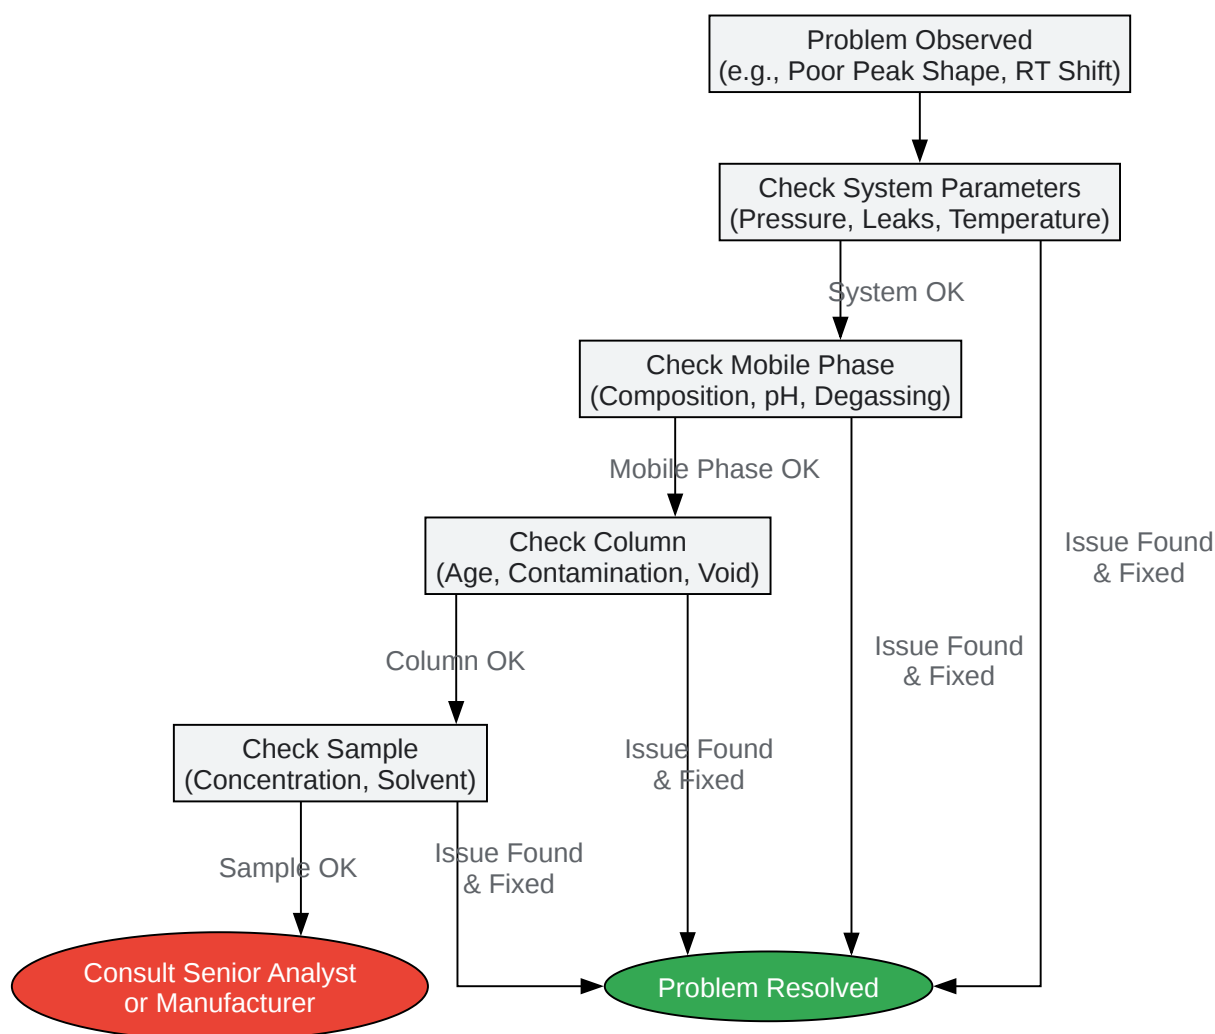 Problem Observed
(e.g., Poor Peak Shape, RT Shift)
Check System Parameters
(Pressure, Leaks, Temperature)
System OK
Check Mobile Phase
(Composition, pH, Degassing)
Mobile Phase OK
Check Column
(Age, Contamination, Void)
Issue Found
& Fixed
Column OK
Issue Found
& Fixed
Check Sample
(Concentration, Solvent)
Issue Found
& Fixed
Sample OK
Issue Found
& Fixed
Consult Senior Analyst
or Manufacturer
Problem Resolved